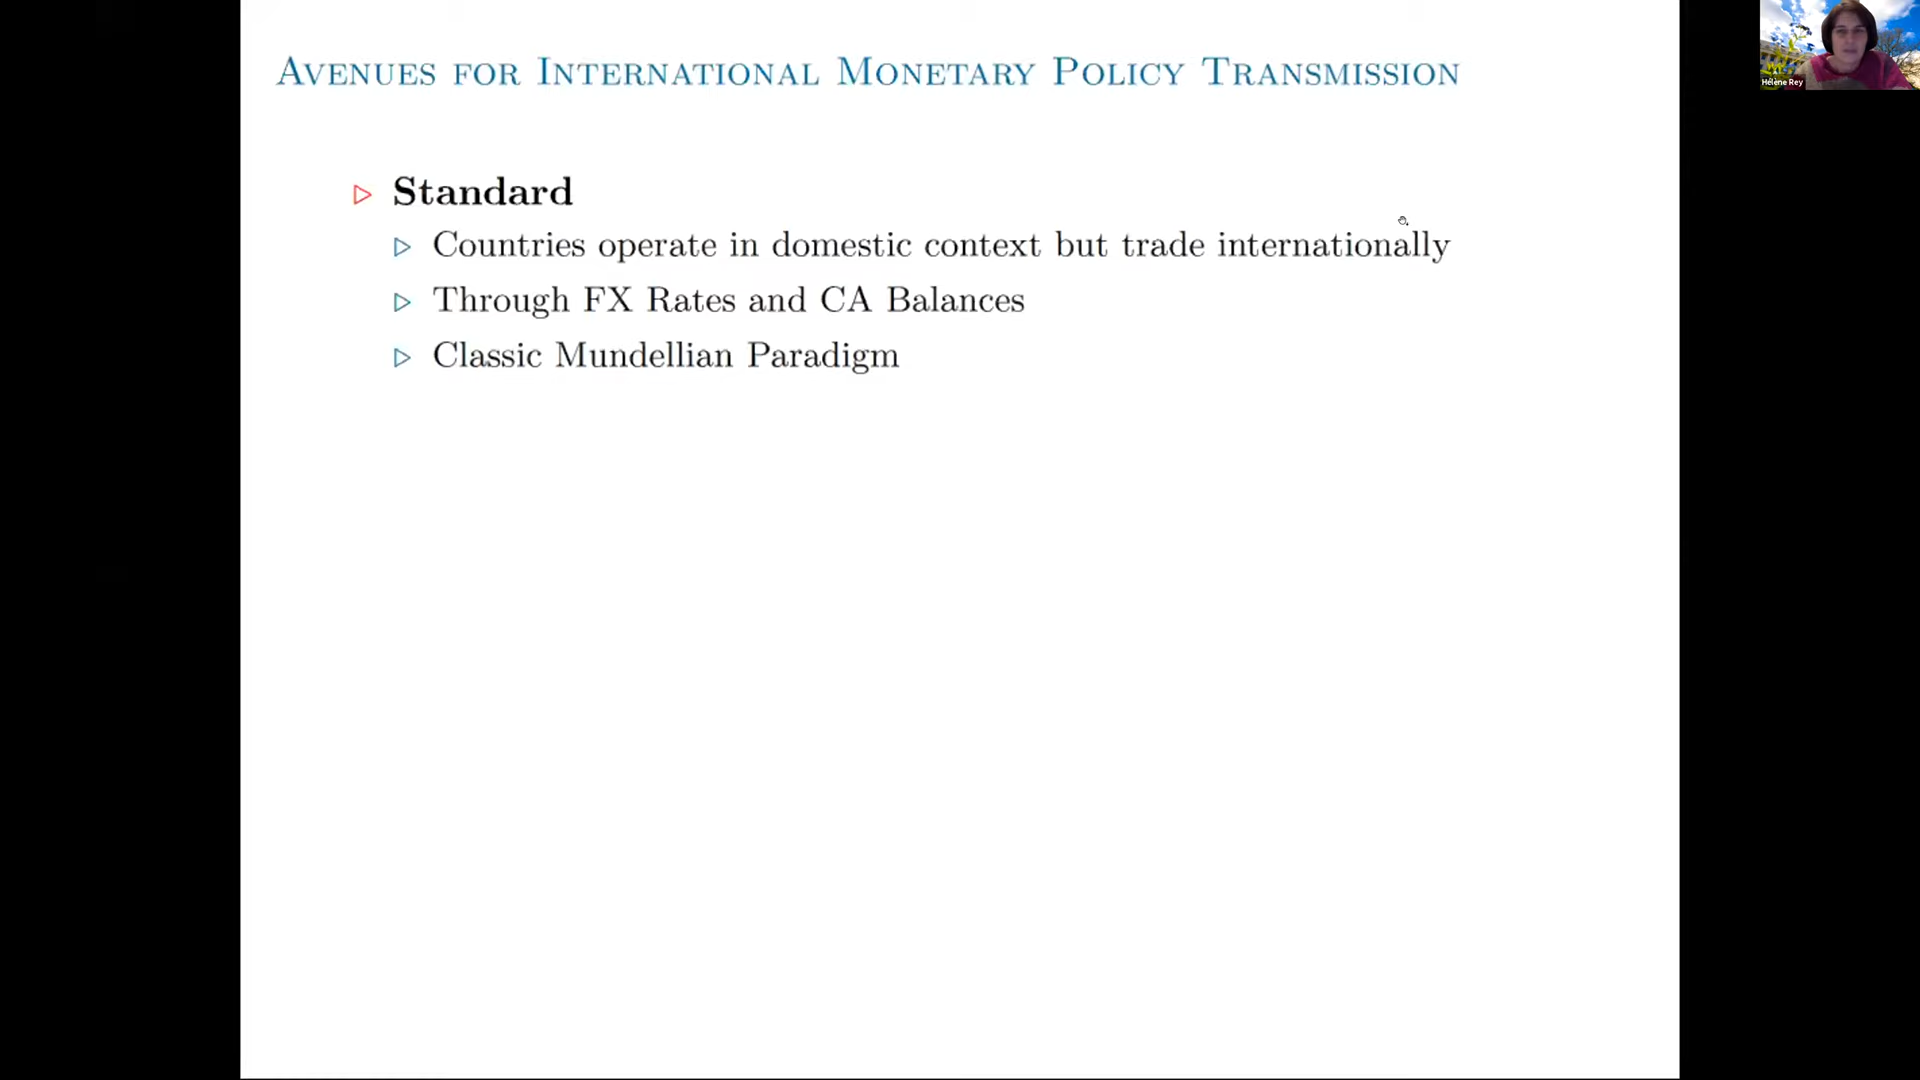 AVENUES FOR INTERNATIONAL MONETARY POLICY TRANSMISSION
Hélène Rey
Standard
Countries operate in domestic context but trade internationally
Through FX Rates and CA Balances
Classic Mundellian Paradigm